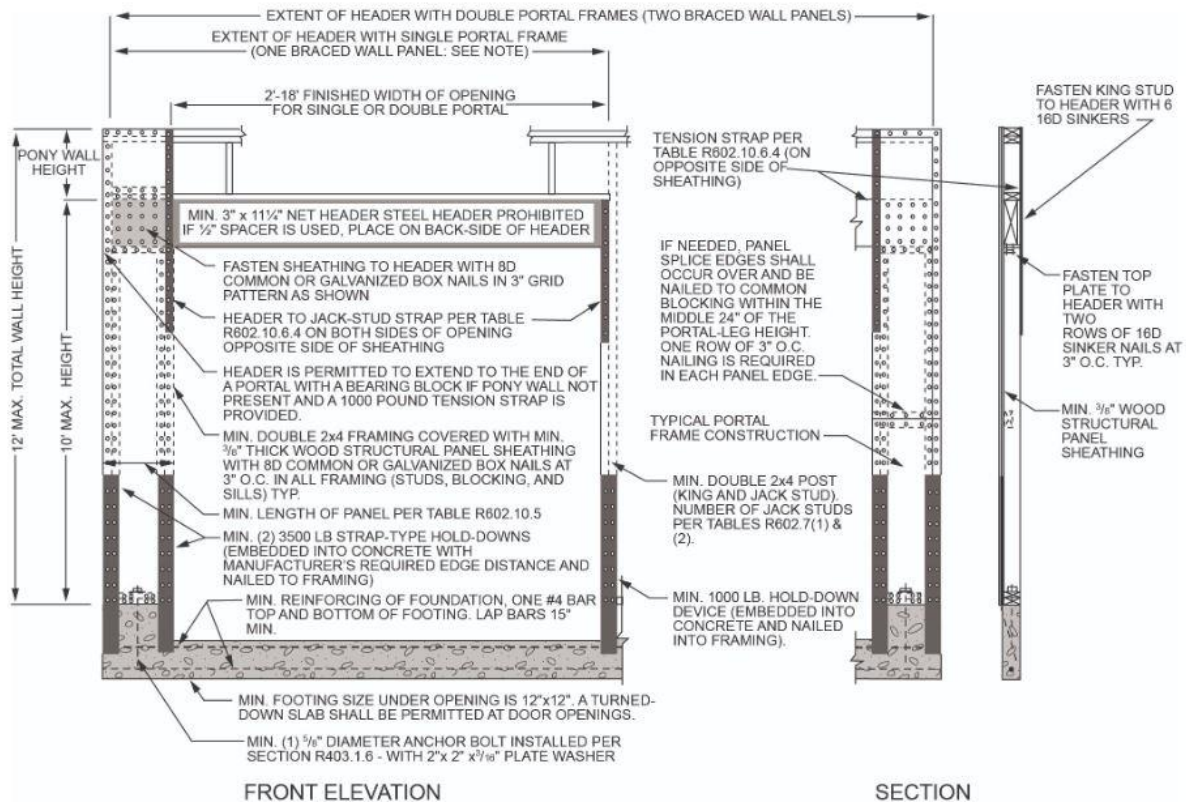 EXTENT OF HEADER WITH DOUBLE PORTAL FRAMES (TWO BRACED WALL PANELS)
EXTENT OF HEADER WITH SINGLE PORTAL FRAME
(ONE BRACED WALL PANEL: SEE NOTE)
2'-18' FINISHED WIDTH OF OPENING
FOR SINGLE OR DOUBLE PORTAL
PONY WALL
HEIGHT
12' MAX. TOTAL WALL HEIGHT
10' MAX. HEIGHT
MIN. 3" x 11¼" NET HEADER STEEL HEADER PROHIBITED
IF ½" SPACER IS USED, PLACE ON BACK-SIDE OF HEADER
FASTEN SHEATHING TO HEADER WITH 8D
COMMON OR GALVANIZED BOX NAILS IN 3" GRID
PATTERN AS SHOWN
HEADER TO JACK-STUD STRAP PER TABLE
R602.10.6.4 ON BOTH SIDES OF OPENING
OPPOSITE SIDE OF SHEATHING
HEADER IS PERMITTED TO EXTEND TO THE END OF
A PORTAL WITH A BEARING BLOCK IF PONY WALL NOT
PRESENT AND A 1000 POUND TENSION STRAP IS
PROVIDED.
MIN. DOUBLE 2x4 FRAMING COVERED WITH MIN.
⅜" THICK WOOD STRUCTURAL PANEL SHEATHING
WITH 8D COMMON OR GALVANIZED BOX NAILS AT
3" O.C. IN ALL FRAMING (STUDS, BLOCKING, AND
SILLS) TYP.
MIN. LENGTH OF PANEL PER TABLE R602.10.5
MIN. (2) 3500 LB STRAP-TYPE HOLD-DOWNS
(EMBEDDED INTO CONCRETE WITH
MANUFACTURER'S REQUIRED EDGE DISTANCE AND
NAILED TO FRAMING)
MIN. REINFORCING OF FOUNDATION, ONE #4 BAR
TOP AND BOTTOM OF FOOTING. LAP BARS 15"
MIN.
MIN. FOOTING SIZE UNDER OPENING IS 12"x12". A TURNED-
DOWN SLAB SHALL BE PERMITTED AT DOOR OPENINGS.
MIN. (1) ⅝" DIAMETER ANCHOR BOLT INSTALLED PER
SECTION R403.1.6 - WITH 2"x 2" x³/₁₆" PLATE WASHER
FRONT ELEVATION
TENSION STRAP PER
TABLE R602.10.6.4 (ON
OPPOSITE SIDE OF
SHEATHING)
IF NEEDED, PANEL
SPLICE EDGES SHALL
OCCUR OVER AND BE
NAILED TO COMMON
BLOCKING WITHIN THE
MIDDLE 24" OF THE
PORTAL-LEG HEIGHT.
ONE ROW OF 3" O.C.
NAILING IS REQUIRED
IN EACH PANEL EDGE.
TYPICAL PORTAL
FRAME CONSTRUCTION
MIN. DOUBLE 2x4 POST
(KING AND JACK STUD).
NUMBER OF JACK STUDS
PER TABLES R602.7(1) &
(2).
MIN. 1000 LB. HOLD-DOWN
DEVICE (EMBEDDED INTO
CONCRETE AND NAILED
INTO FRAMING).
FASTEN KING STUD
TO HEADER WITH 6
16D SINKERS
FASTEN TOP
PLATE TO
HEADER WITH
TWO
ROWS OF 16D
SINKER NAILS AT
3" O.C. TYP.
MIN. ⅜" WOOD
STRUCTURAL
PANEL
SHEATHING
SECTION